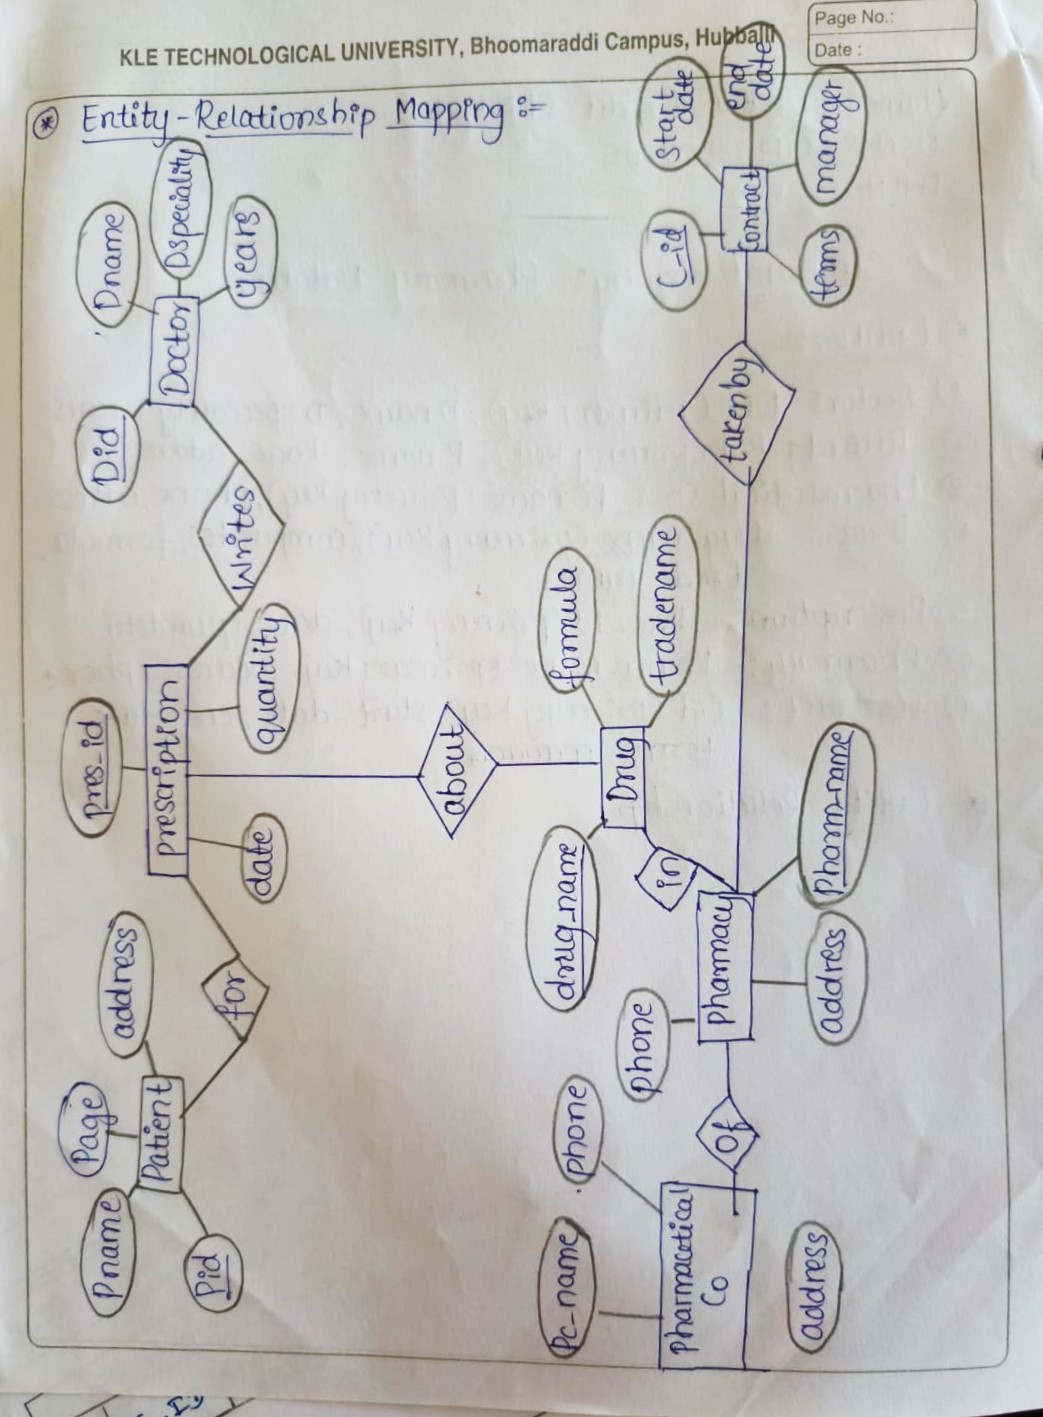 KLE TECHNOLOGICAL UNIVERSITY, Bhoomaraddi Campus, Hubballi
Page No.:
Date :
* Entity-Relationship Mapping :-
Did
Dname
Dspeciality
years
Doctor
Writes
pres_id
prescription
quantity
date
for
Pname
Page
address
Patient
Pid
about
formula
tradename
Drug
drug_name
in
C-id
start date
end date
manager
Contract
terms
takenby
phone
pharmacy
Pharm-name
address
Of
Pc_name
phone
Pharmacetical
Co
address